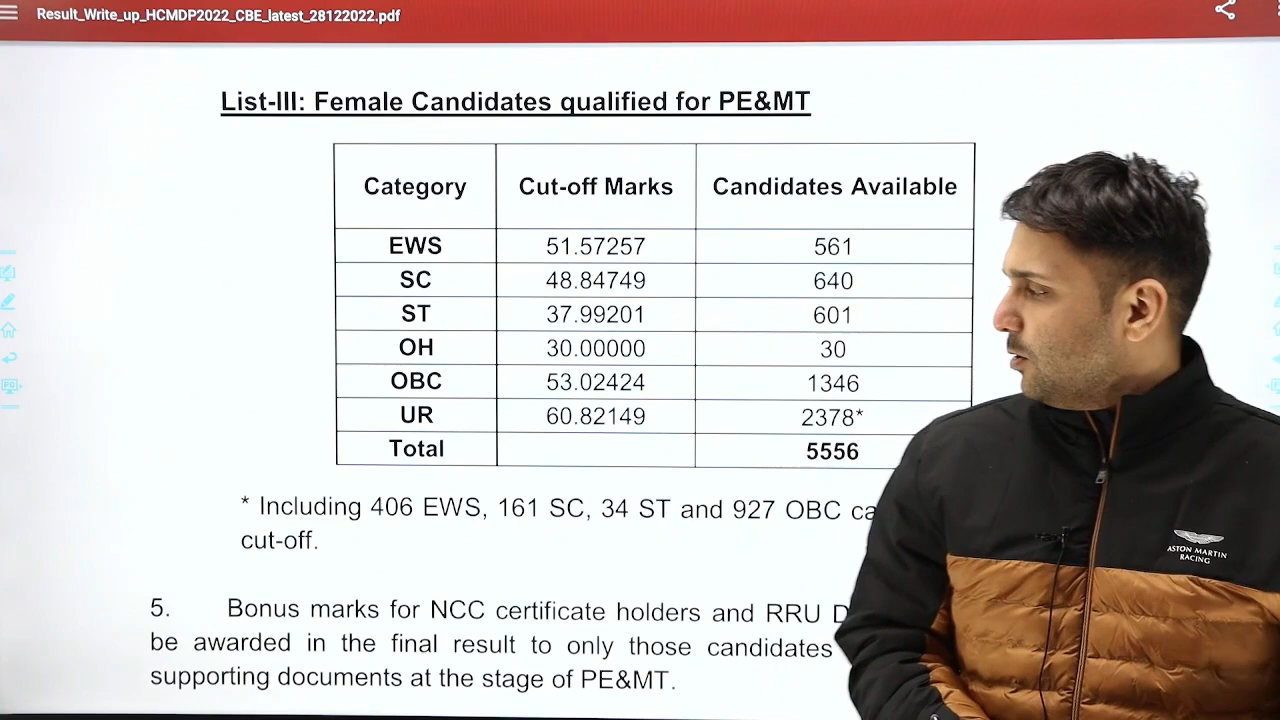 Result_Write_up_HCMDP2022_CBE_latest_28122022.pdf
List-III: Female Candidates qualified for PE&MT
Category Cut-off Marks Candidates Available
EWS 51.57257 561
SC 48.84749 640
ST 37.99201 601
OH 30.00000 30
OBC 53.02424 1346
UR 60.82149 2378*
Total 5556
* Including 406 EWS, 161 SC, 34 ST and 927 OBC
cut-off.
5. Bonus marks for NCC certificate holders and RRU
be awarded in the final result to only those candidates
supporting documents at the stage of PE&MT.
ASTON MARTIN
RACING